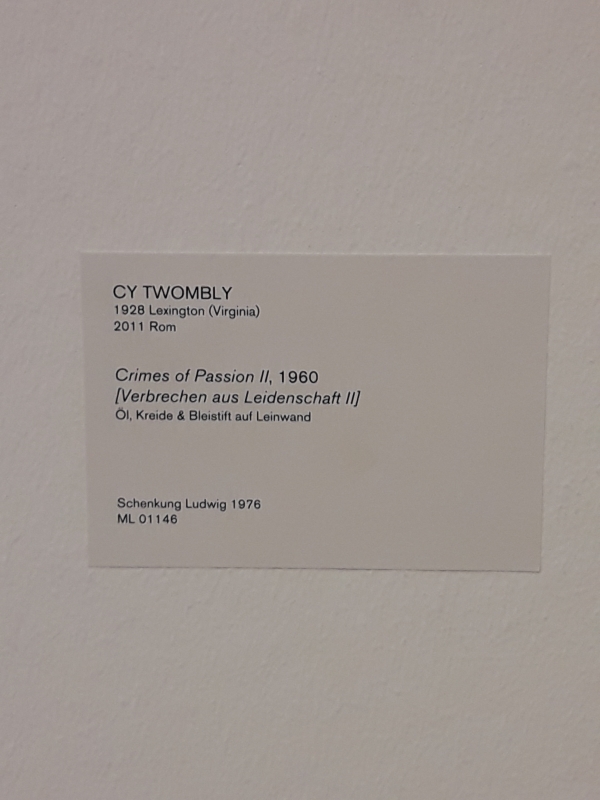 CY TWOMBLY
1928 Lexington (Virginia)
2011 Rom
Crimes of Passion II, 1960
[Verbrechen aus Leidenschaft II]
Öl, Kreide & Bleistift auf Leinwand
Schenkung Ludwig 1976
ML 01146